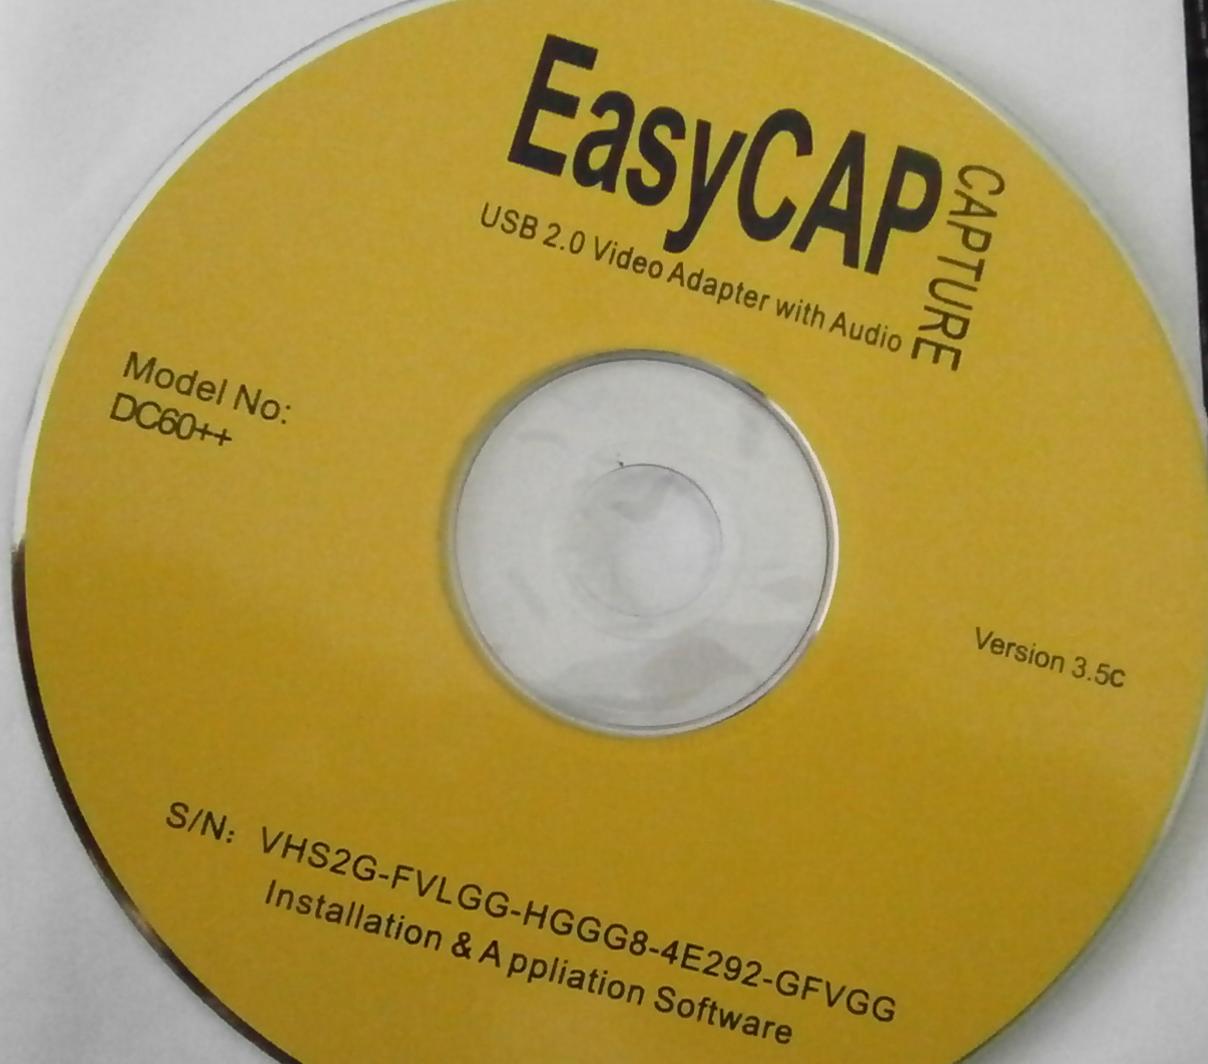 EasyCAP
CAPTURE
USB 2.0 Video Adapter with Audio
Model No:
DC60++
Version 3.5c
S/N: VHS2G-FVLGG-HGGG8-4E292-GFVGG
Installation & Appliation Software